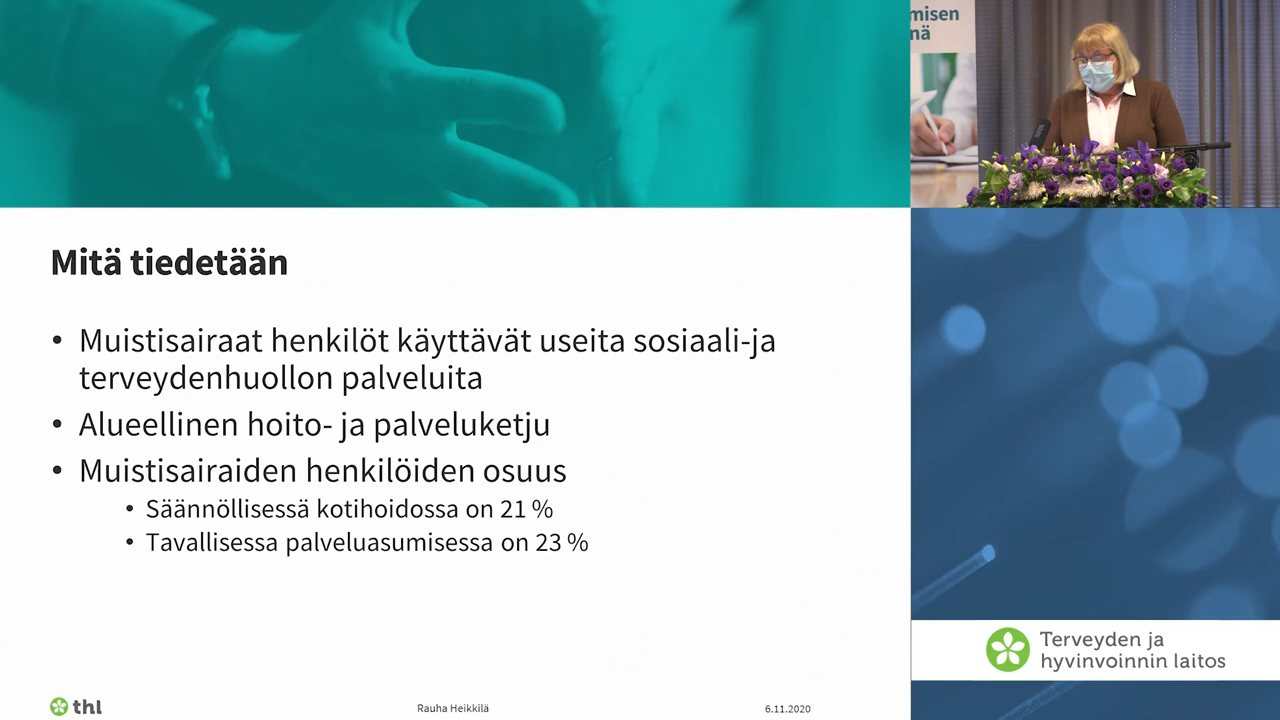 misen
nä
Mitä tiedetään
• Muistisairaat henkilöt käyttävät useita sosiaali-ja
terveydenhuollon palveluita
• Alueellinen hoito- ja palveluketju
• Muistisairaiden henkilöiden osuus
• Säännöllisessä kotihoidossa on 21 %
• Tavallisessa palveluasumisessa on 23 %
Terveyden ja
hyvinvoinnin laitos
thl
Rauha Heikkilä
6.11.2020